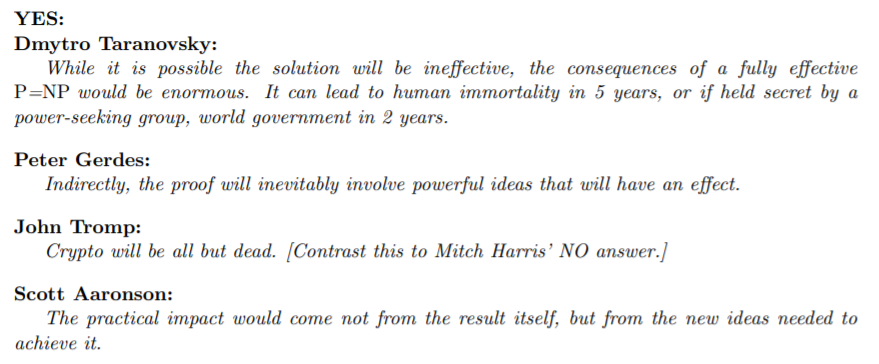 YES:
Dmytro Taranovsky:
While it is possible the solution will be ineffective, the consequences of a fully effective
P=NP would be enormous. It can lead to human immortality in 5 years, or if held secret by a
power-seeking group, world government in 2 years.
Peter Gerdes:
Indirectly, the proof will inevitably involve powerful ideas that will have an effect.
John Tromp:
Crypto will be all but dead. [Contrast this to Mitch Harris' NO answer.]
Scott Aaronson:
The practical impact would come not from the result itself, but from the new ideas needed to
achieve it.